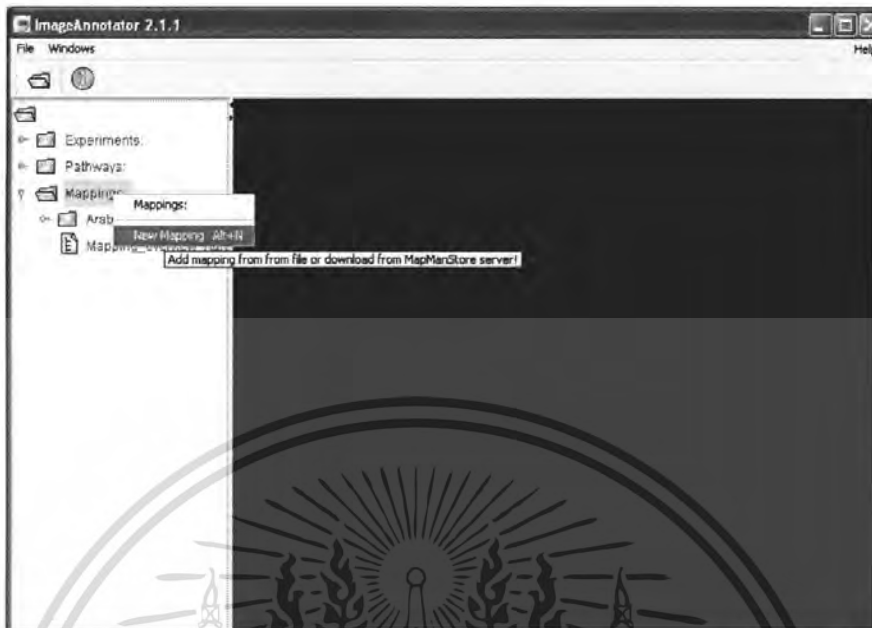 ImageAnnotator 2.1.1
File Windows Help
Experiments:
Pathways:
Mappings:
Mappings:
Arab
New Mapping Alt+N
Add mapping from from file or download from MapManStore server!